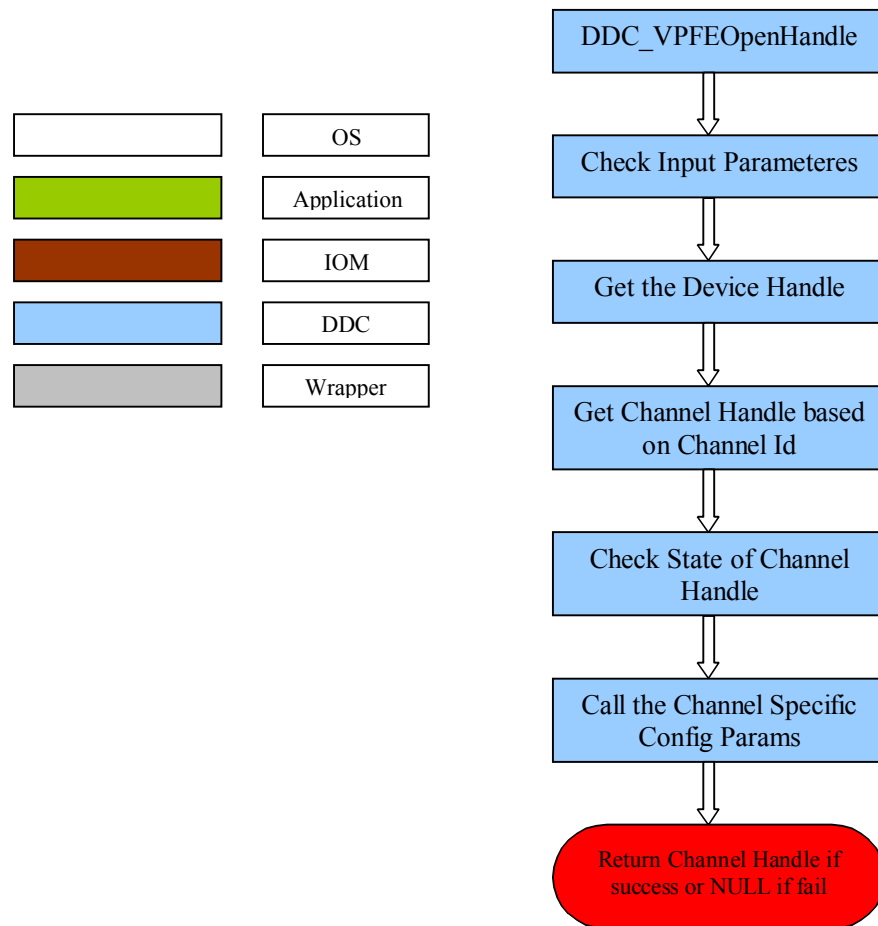 OS
Application
IOM
DDC
Wrapper
DDC_VPFEOpenHandle
Check Input Parameteres
Get the Device Handle
Get Channel Handle based
on Channel Id
Check State of Channel
Handle
Call the Channel Specific
Config Params
Return Channel Handle if
success or NULL if fail